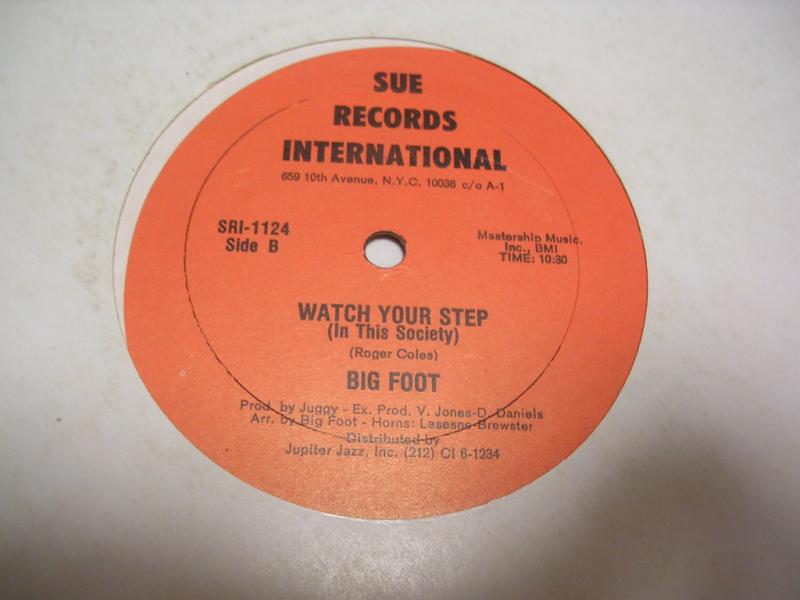 SUE
RECORDS
INTERNATIONAL
659 10th Avenue, N.Y.C. 10036 c/o A-1
SRI-1124
Side B
Mastership Music,
Inc., BMI
TIME: 10:30
WATCH YOUR STEP
(In This Society)
(Roger Coles)
BIG FOOT
Prod. by Juggy - Ex. Prod. V. Jones-D. Daniels
Arr. by Big Foot - Horns: Lesesne-Brewster
Distributed by
Jupiter Jazz, Inc. (212) CI 6-1234